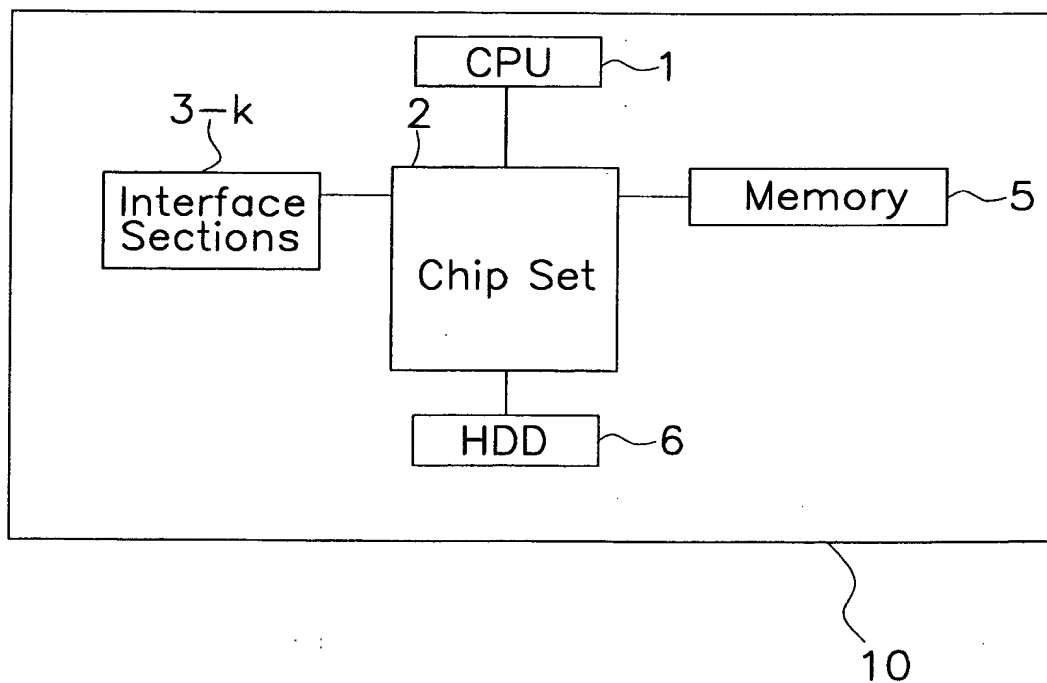 CPU
1
3-k
2
Interface
Sections
Memory
5
Chip Set
HDD
6
10